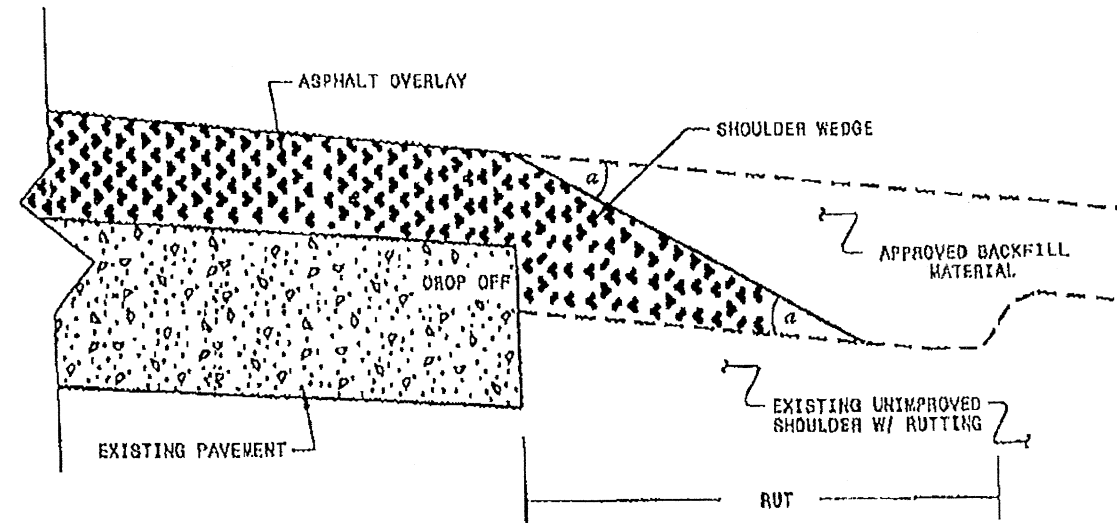 ASPHALT OVERLAY
SHOULDER WEDGE
a
APPROVED BACKFILL
MATERIAL
DROP OFF
a
EXISTING UNIMPROVED
SHOULDER W/ RUTTING
EXISTING PAVEMENT
RUT